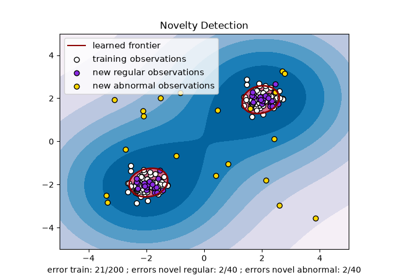 Novelty Detection
learned frontier
training observations
new regular observations
new abnormal observations
4
2
0
−2
−4
−4 −2 0 2 4
error train: 21/200 ; errors novel regular: 2/40 ; errors novel abnormal: 2/40